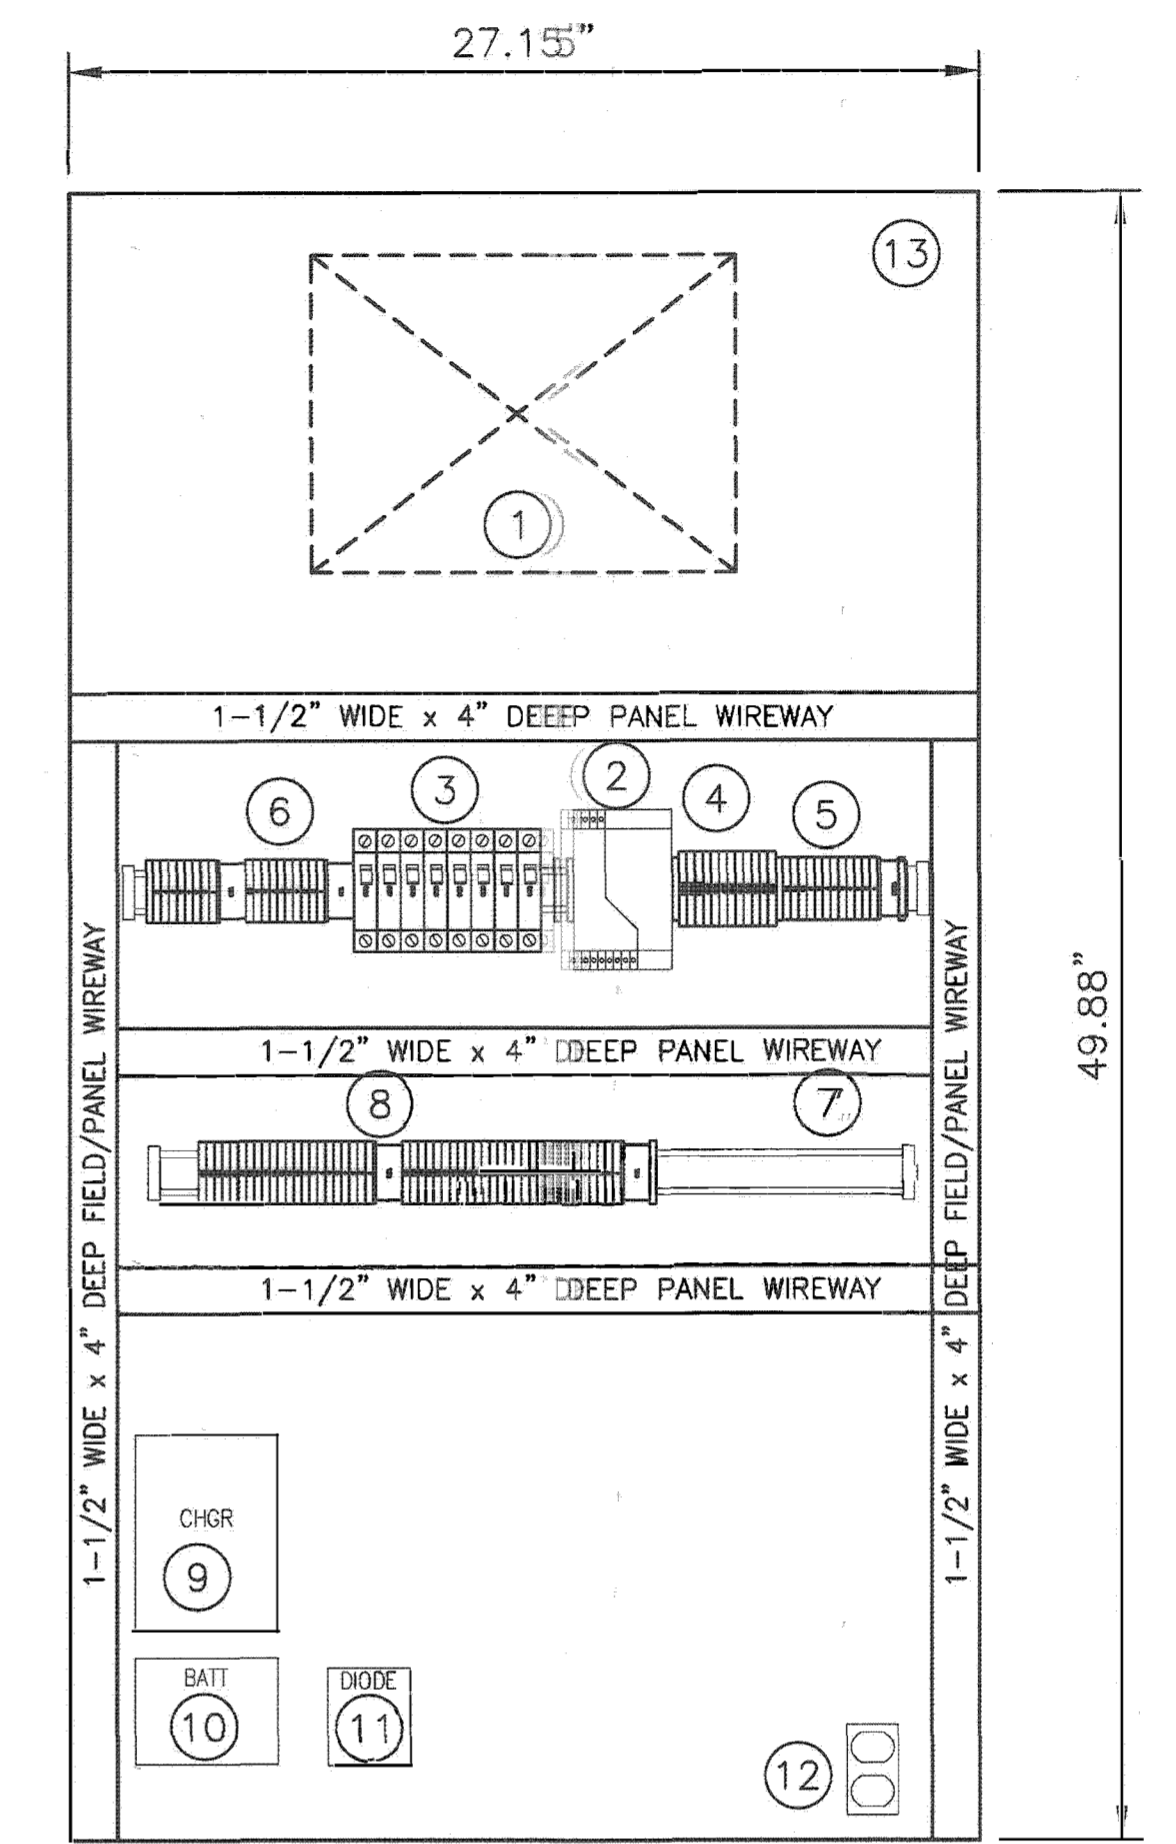 27.15"
13
1
1-1/2" WIDE x 4" DEEP PANEL WIREWAY
2
3
4
5
6
1-1/2" WIDE x 4" DEEP FIELD/PANEL WIREWAY
1-1/2" WIDE x 4" DEEP FIELD/PANEL WIREWAY
49.88"
1-1/2" WIDE x 4" DEEP PANEL WIREWAY
8
7
1-1/2" WIDE x 4" DEEP PANEL WIREWAY
CHGR
9
BATT
10
DIODE
11
12